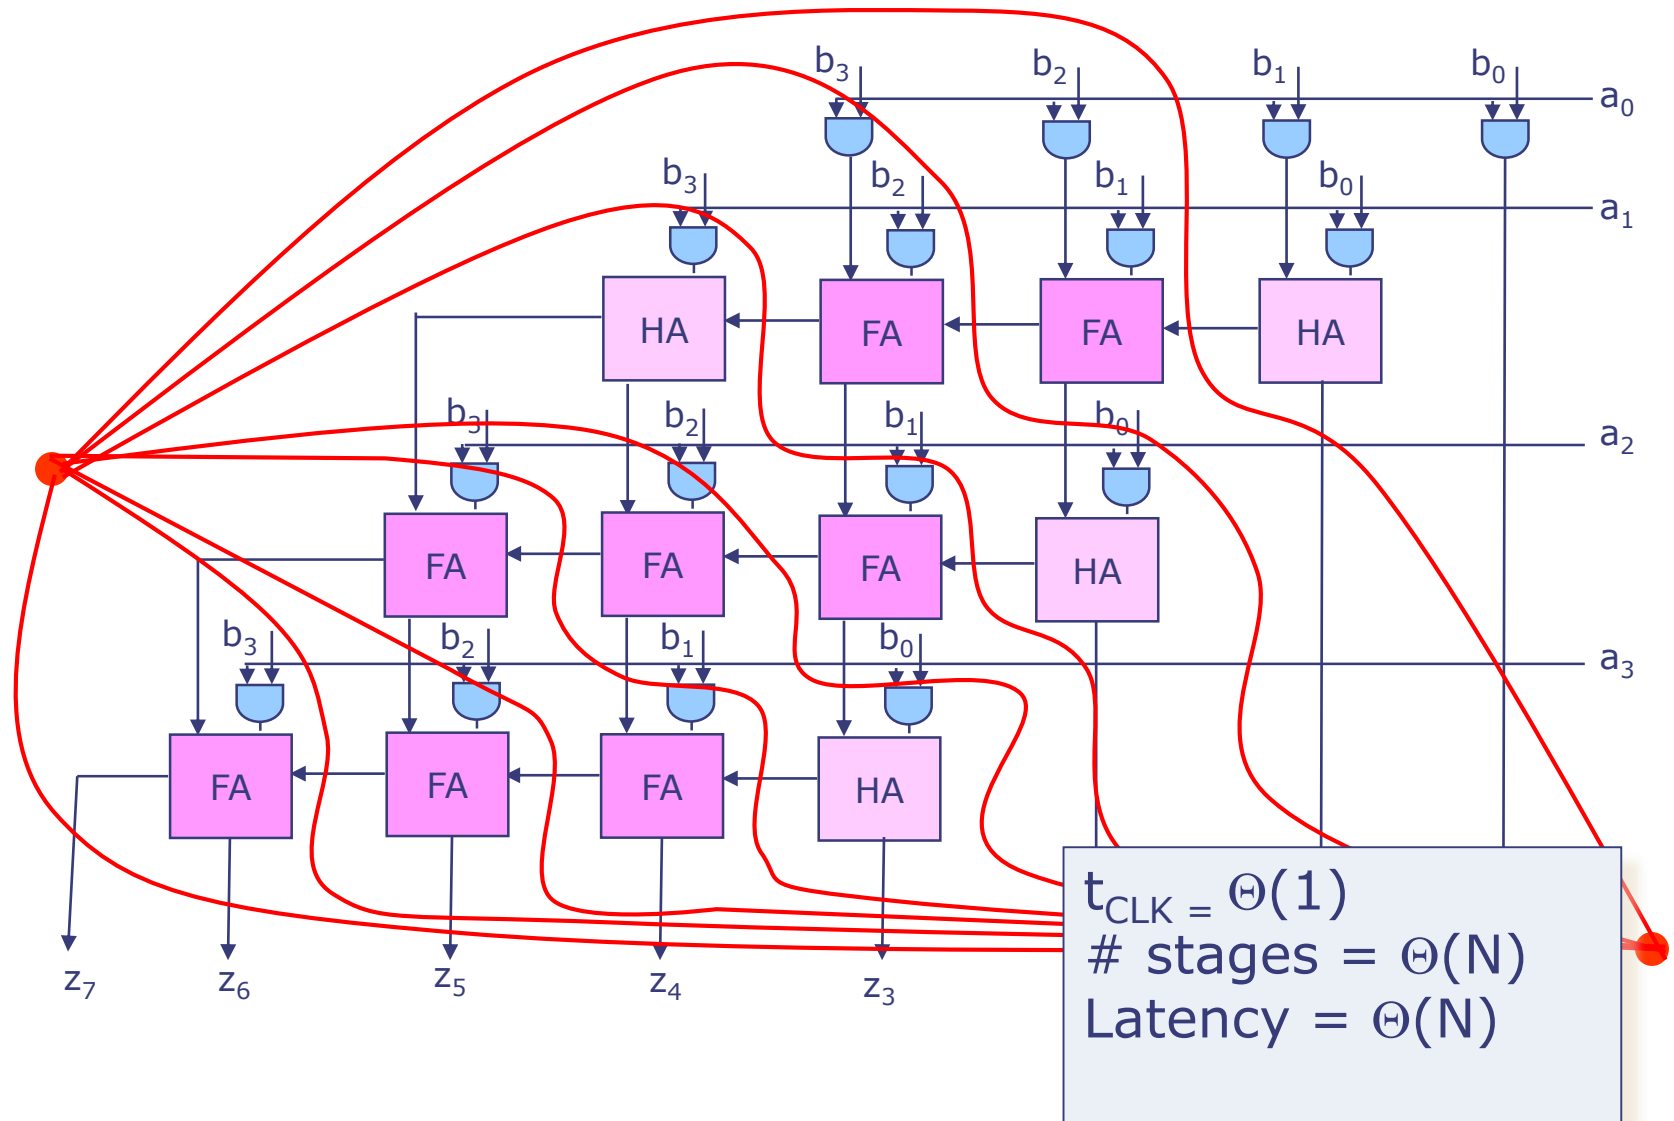 b₃ b₂ b₁ b₀
a₀
b₃ b₂ b₁ b₀
a₁
HA FA FA HA
b₃ b₂ b₁ b₀
a₂
FA FA FA HA
b₃ b₂ b₁ b₀
a₃
FA FA FA HA
t_CLK = Θ(1)
# stages = Θ(N)
Latency = Θ(N)
z₇ z₆ z₅ z₄ z₃